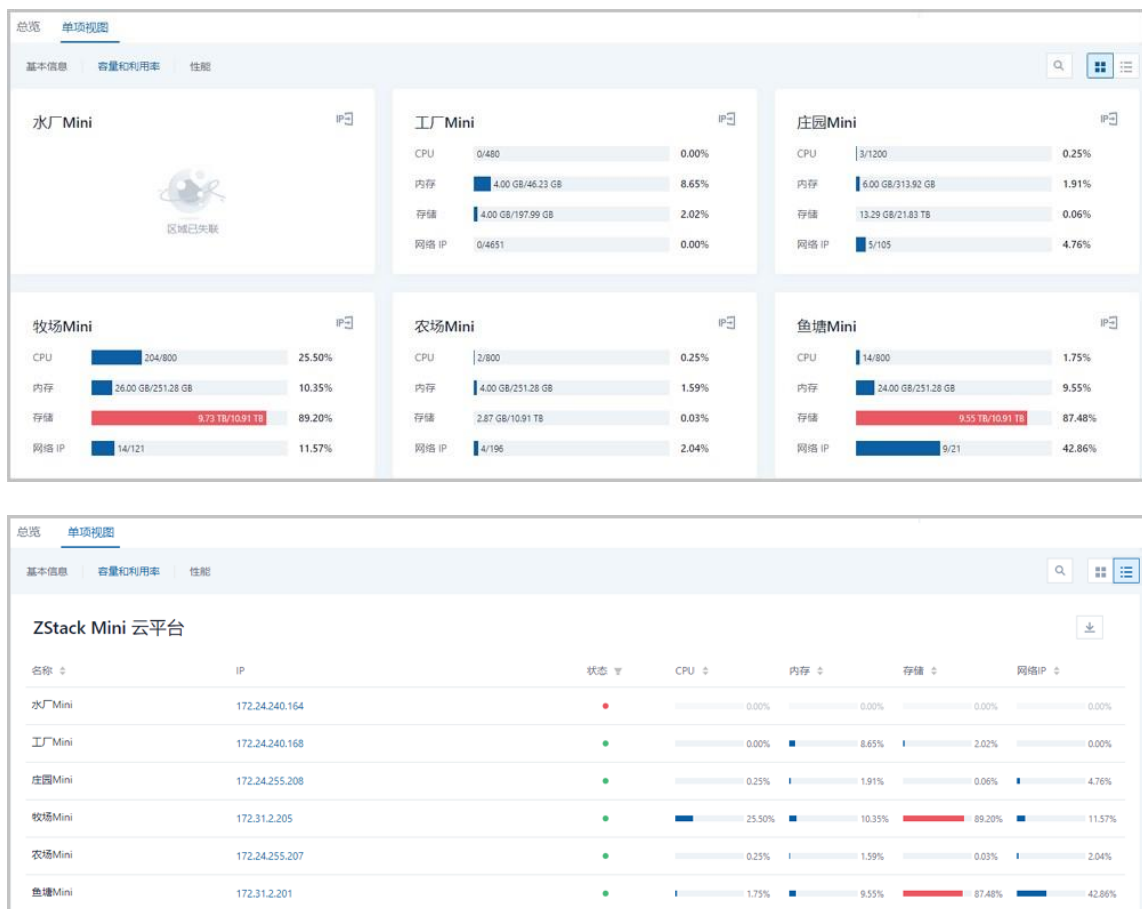 总览 单项视图
基本信息 容量和利用率 性能
水厂Mini IP
区域已失联
工厂Mini IP
CPU 0/480 0.00%
内存 4.00 GB/46.23 GB 8.65%
存储 4.00 GB/197.99 GB 2.02%
网络 IP 0/4651 0.00%
庄园Mini IP
CPU 3/1200 0.25%
内存 6.00 GB/313.92 GB 1.91%
存储 13.29 GB/21.83 TB 0.06%
网络 IP 5/105 4.76%
牧场Mini IP
CPU 204/800 25.50%
内存 26.00 GB/251.28 GB 10.35%
存储 9.73 TB/10.91 TB 89.20%
网络 IP 14/121 11.57%
农场Mini IP
CPU 2/800 0.25%
内存 4.00 GB/251.28 GB 1.59%
存储 2.87 GB/10.91 TB 0.03%
网络 IP 4/196 2.04%
鱼塘Mini IP
CPU 14/800 1.75%
内存 24.00 GB/251.28 GB 9.55%
存储 9.55 TB/10.91 TB 87.48%
网络 IP 9/21 42.86%
总览 单项视图
基本信息 容量和利用率 性能
ZStack Mini 云平台
名称 IP 状态 CPU 内存 存储 网络IP
水厂Mini 172.24.240.164 0.00% 0.00% 0.00% 0.00%
工厂Mini 172.24.240.168 0.00% 8.65% 2.02% 0.00%
庄园Mini 172.24.255.208 0.25% 1.91% 0.06% 4.76%
牧场Mini 172.31.2.205 25.50% 10.35% 89.20% 11.57%
农场Mini 172.24.255.207 0.25% 1.59% 0.03% 2.04%
鱼塘Mini 172.31.2.201 1.75% 9.55% 87.48% 42.86%